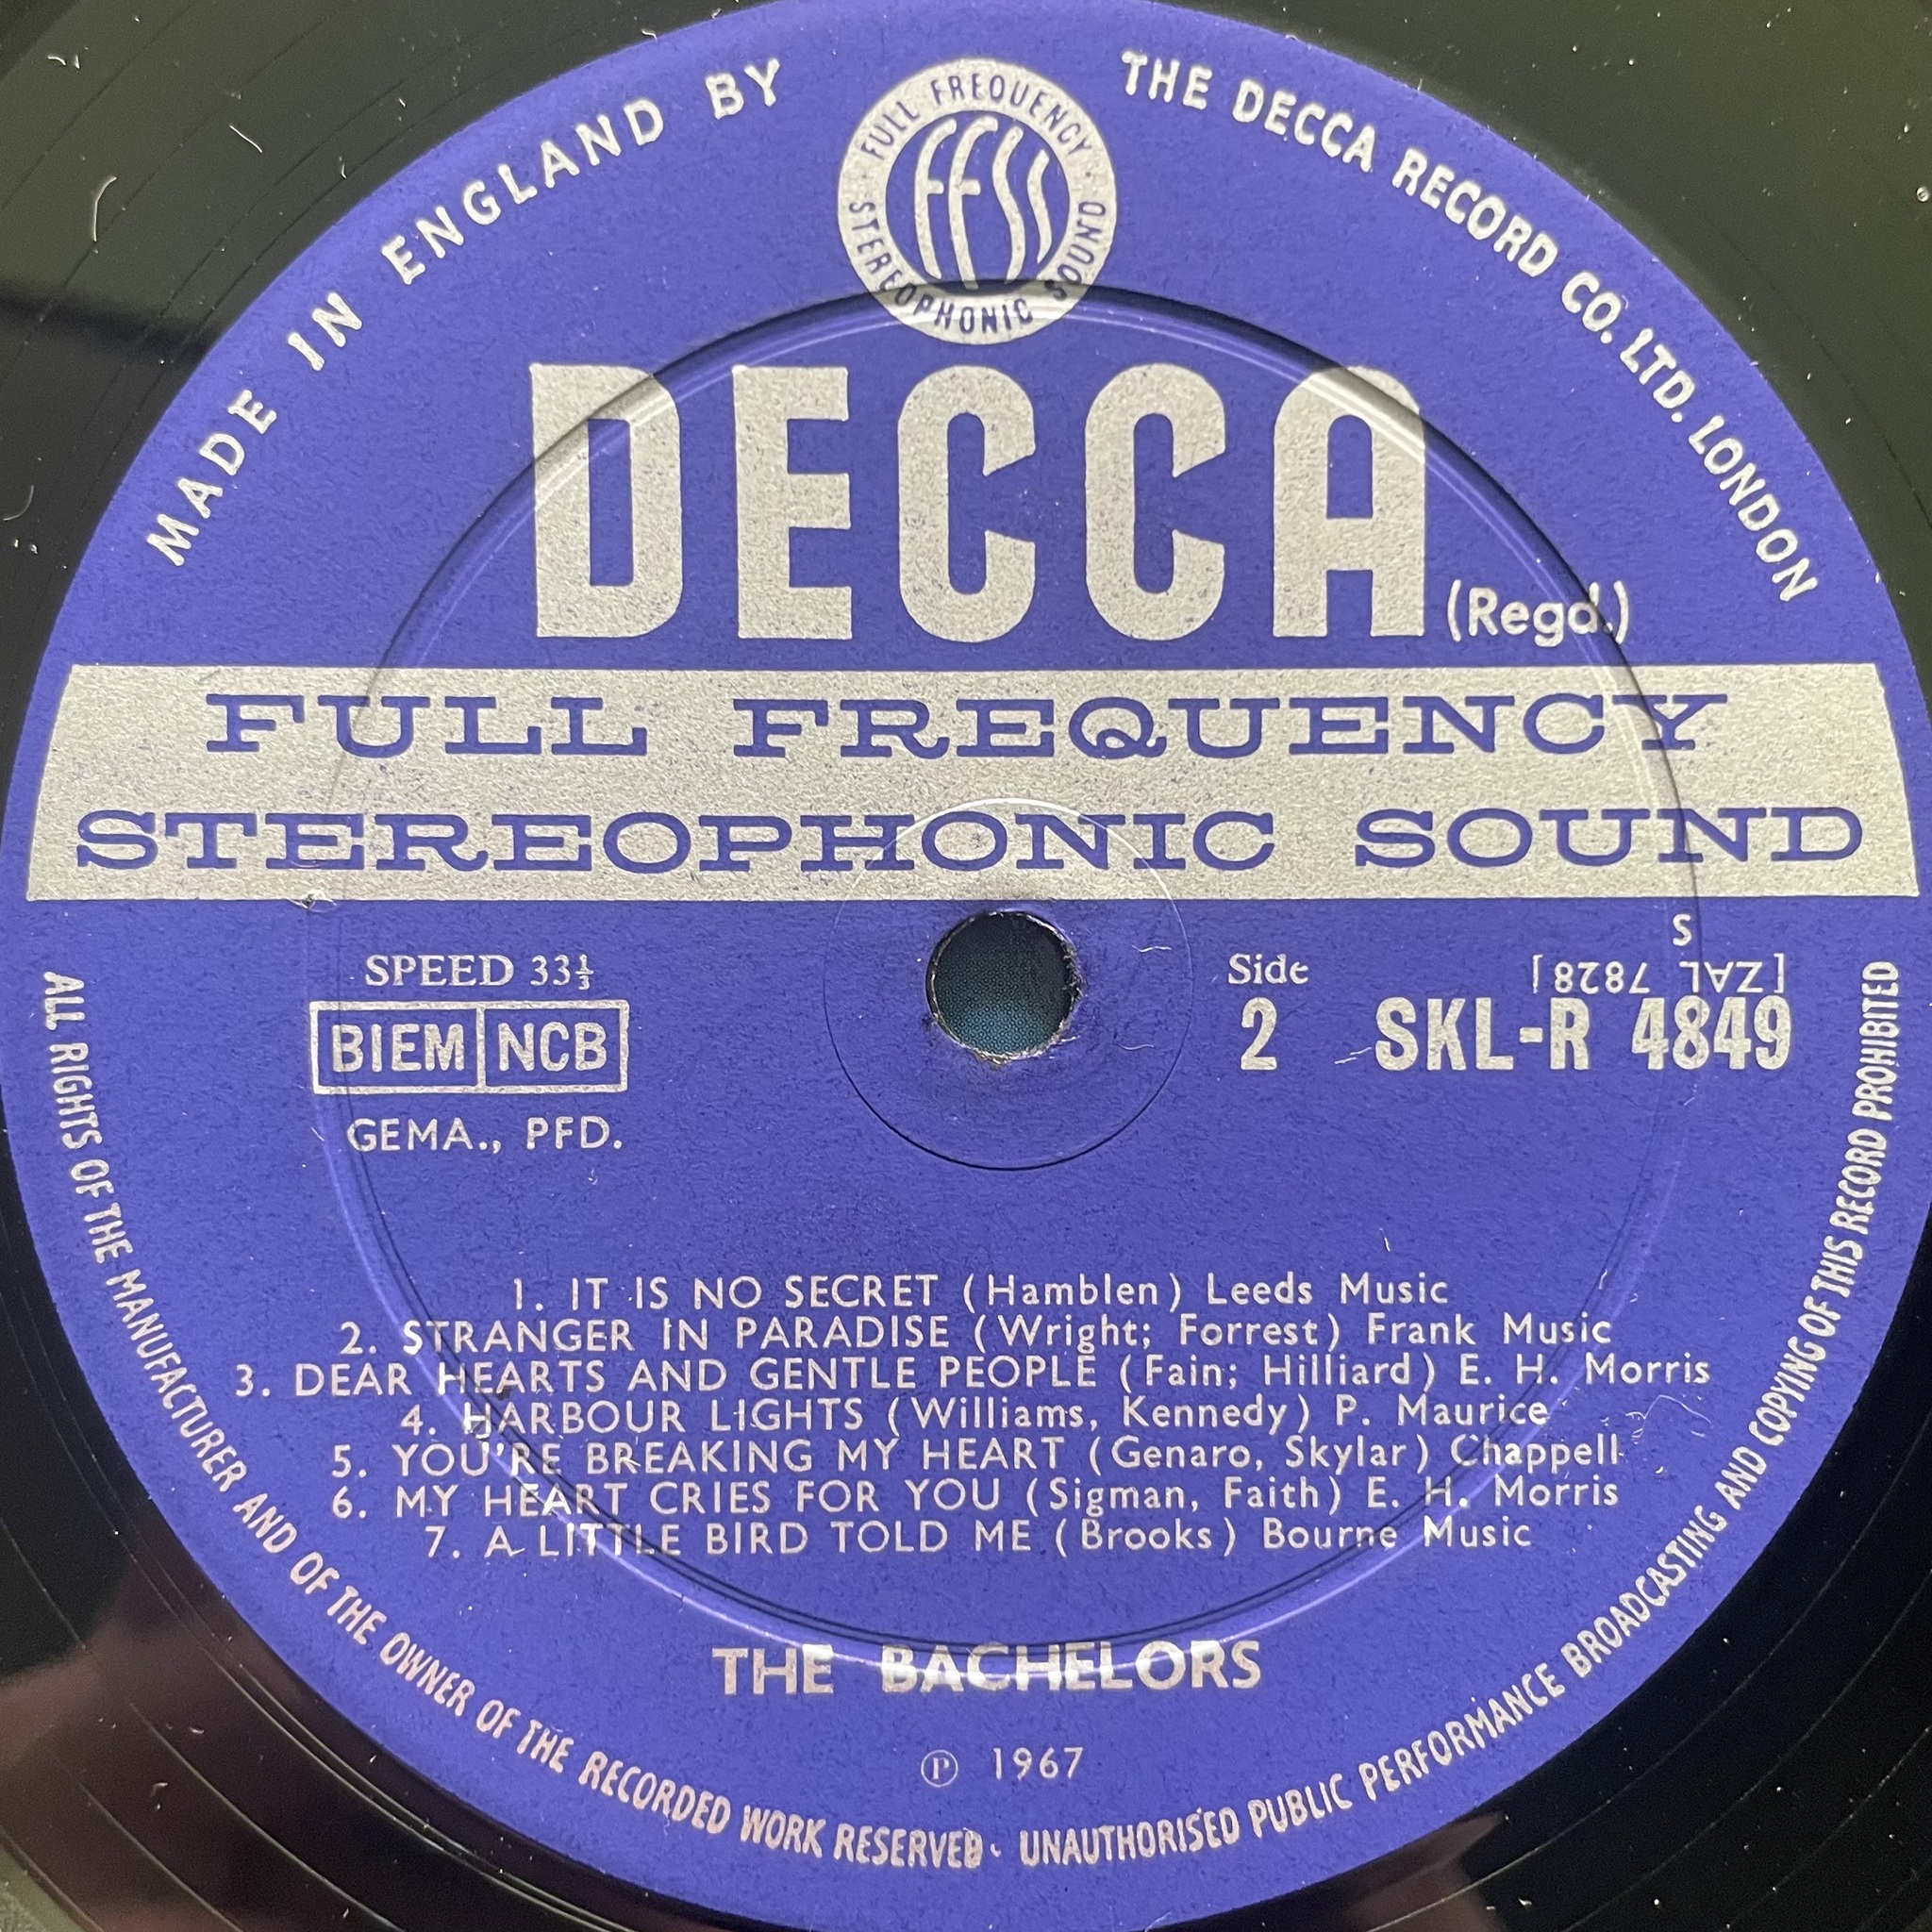 MADE IN ENGLAND BY THE DECCA RECORD CO. LTD. LONDON
FULL FREQUENCY
FFSS
STEREOPHONIC SOUND
DECCA (Regd.)
FULL FREQUENCY
STEREOPHONIC SOUND
SPEED 33⅓
BIEM NCB
GEMA., PFD.
Side
2
S
[ZAL 7828]
SKL-R 4849
1. IT IS NO SECRET (Hamblen) Leeds Music
2. STRANGER IN PARADISE (Wright; Forrest) Frank Music
3. DEAR HEARTS AND GENTLE PEOPLE (Fain; Hilliard) E. H. Morris
4. HARBOUR LIGHTS (Williams, Kennedy) P. Maurice
5. YOU'RE BREAKING MY HEART (Genaro, Skylar) Chappell
6. MY HEART CRIES FOR YOU (Sigman, Faith) E. H. Morris
7. A LITTLE BIRD TOLD ME (Brooks) Bourne Music
THE BACHELORS
℗ 1967
ALL RIGHTS OF THE MANUFACTURER AND OF THE OWNER OF THE RECORDED WORK RESERVED · UNAUTHORISED PUBLIC PERFORMANCE BROADCASTING AND COPYING OF THIS RECORD PROHIBITED